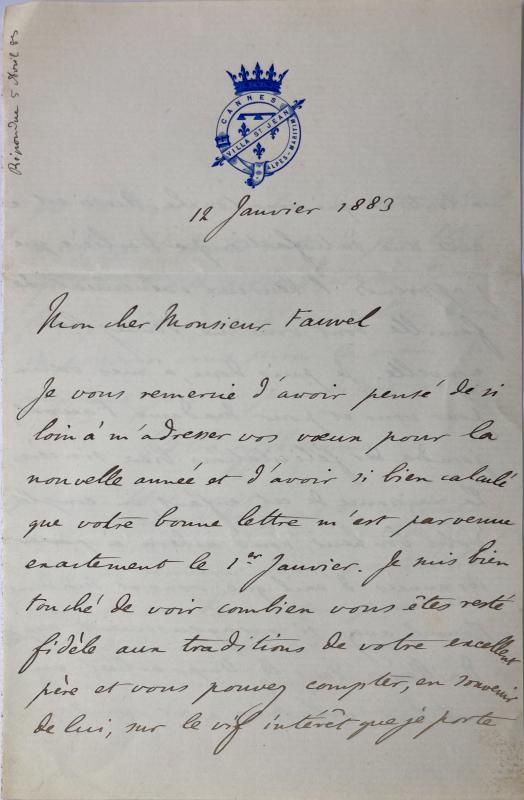 Répondue 5 Avril 83
CANNES
VILLA ST JEAN
ALPES-MARITIMES
12 Janvier 1883
Mon cher Monsieur Fauvel
Je vous remercie d'avoir pensé de si
loin à m'adresser vos vœux pour la
nouvelle année et d'avoir si bien calculé
que votre bonne lettre m'est parvenue
exactement le 1er Janvier. Je suis bien
touché de voir combien vous êtes resté
fidèle aux traditions de votre excellent
père et vous pouvez compter, en souvenir
de lui, sur le vif intérêt que je porte